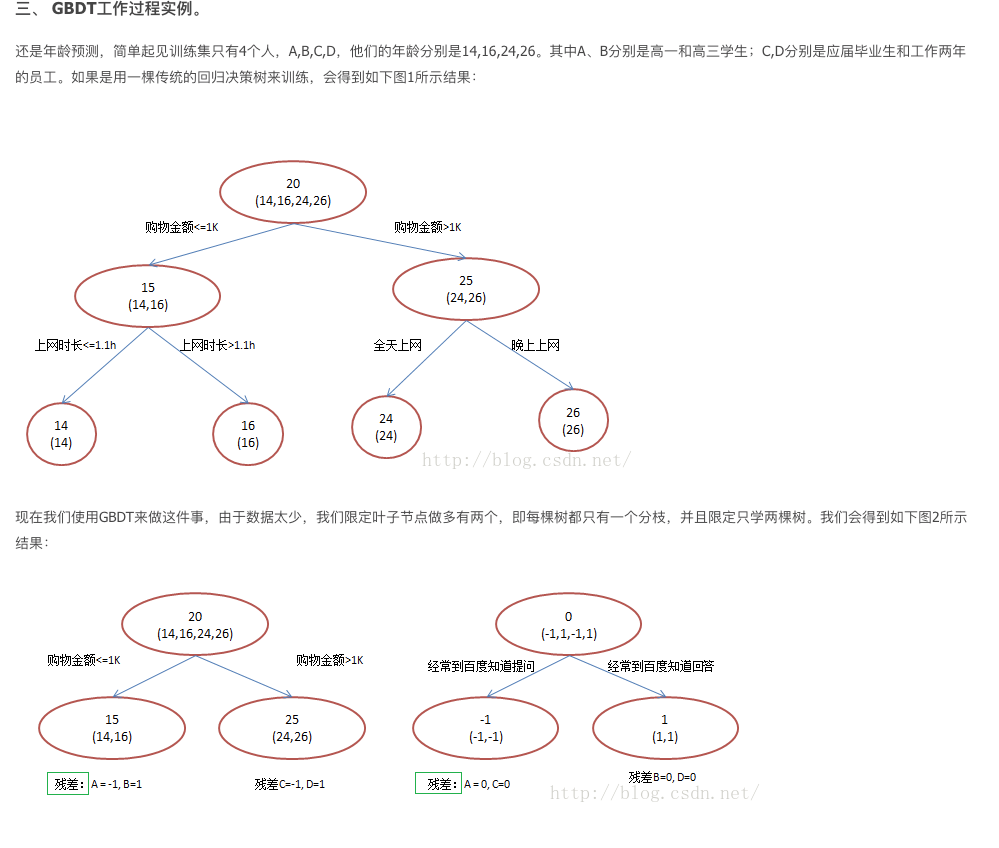 三、 GBDT工作过程实例。
还是年龄预测，简单起见训练集只有4个人，A,B,C,D，他们的年龄分别是14,16,24,26。其中A、B分别是高一和高三学生；C,D分别是应届毕业生和工作两年
的员工。如果是用一棵传统的回归决策树来训练，会得到如下图1所示结果：
20
(14,16,24,26)
购物金额<=1K
购物金额>1K
15
(14,16)
25
(24,26)
上网时长<=1.1h
上网时长>1.1h
全天上网
晚上上网
14
(14)
16
(16)
24
(24)
26
(26)
http://blog.csdn.net/
现在我们使用GBDT来做这件事，由于数据太少，我们限定叶子节点做多有两个，即每棵树都只有一个分枝，并且限定只学两棵树。我们会得到如下图2所示
结果：
20
(14,16,24,26)
购物金额<=1K
购物金额>1K
15
(14,16)
25
(24,26)
残差： A = -1, B=1
残差C=-1, D=1
0
(-1,1,-1,1)
经常到百度知道提问
经常到百度知道回答
-1
(-1,-1)
1
(1,1)
残差： A = 0, C=0
残差B=0, D=0
http://blog.csdn.net/